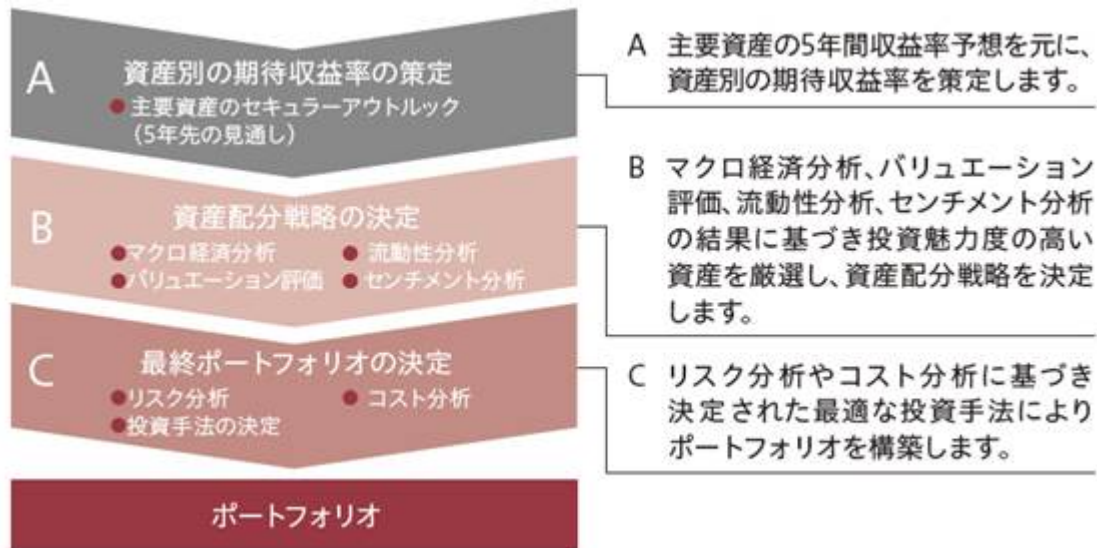 A 資産別の期待収益率の策定
●主要資産のセキュラーアウトルック
(5年先の見通し)
A 主要資産の5年間収益率予想を元に、
資産別の期待収益率を策定します。
B 資産配分戦略の決定
●マクロ経済分析 ●流動性分析
●バリュエーション評価 ●センチメント分析
B マクロ経済分析、バリュエーション
評価、流動性分析、センチメント分析
の結果に基づき投資魅力度の高い
資産を厳選し、資産配分戦略を決定
します。
C 最終ポートフォリオの決定
●リスク分析 ●コスト分析
●投資手法の決定
C リスク分析やコスト分析に基づき
決定された最適な投資手法により
ポートフォリオを構築します。
ポートフォリオ